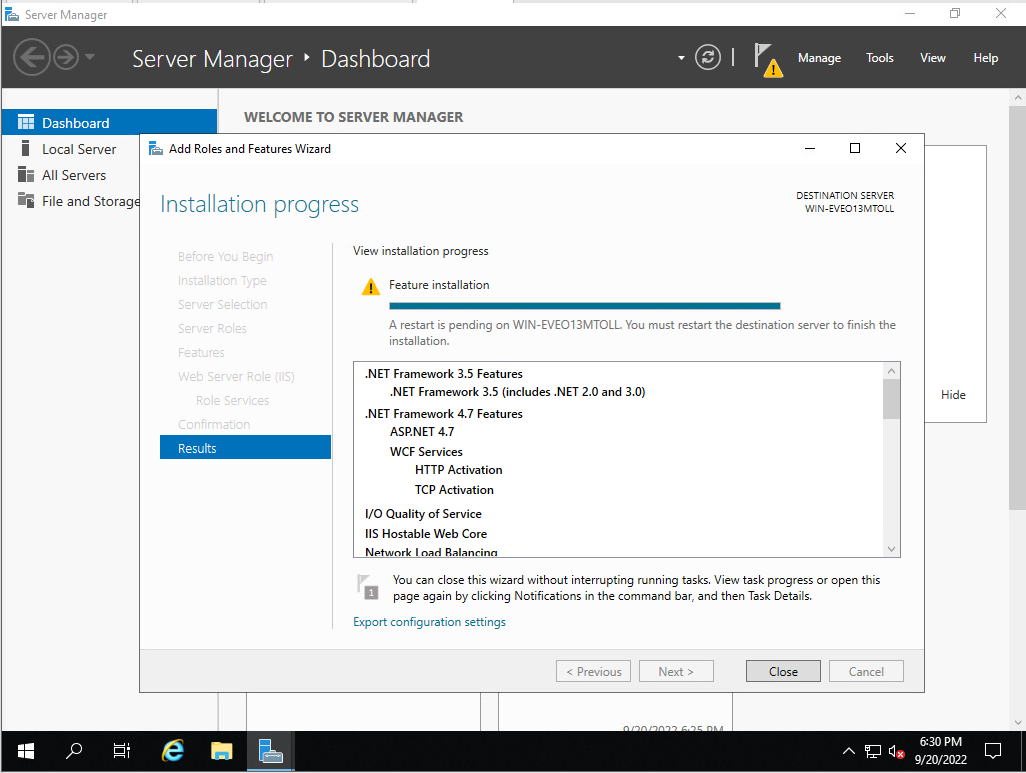 Server Manager
Server Manager ‣ Dashboard
Manage
Tools
View
Help
Dashboard
Local Server
All Servers
File and Storage
WELCOME TO SERVER MANAGER
Add Roles and Features Wizard
Installation progress
DESTINATION SERVER
WIN-EVEO13MTOLL
Before You Begin
Installation Type
Server Selection
Server Roles
Features
Web Server Role (IIS)
Role Services
Confirmation
Results
View installation progress
Feature installation
A restart is pending on WIN-EVEO13MTOLL. You must restart the destination server to finish the
installation.
.NET Framework 3.5 Features
.NET Framework 3.5 (includes .NET 2.0 and 3.0)
.NET Framework 4.7 Features
ASP.NET 4.7
WCF Services
HTTP Activation
TCP Activation
I/O Quality of Service
IIS Hostable Web Core
Network Load Balancing
1
You can close this wizard without interrupting running tasks. View task progress or open this
page again by clicking Notifications in the command bar, and then Task Details.
Export configuration settings
< Previous
Next >
Close
Cancel
Hide
9/20/2022 6:25 PM
6:30 PM
9/20/2022